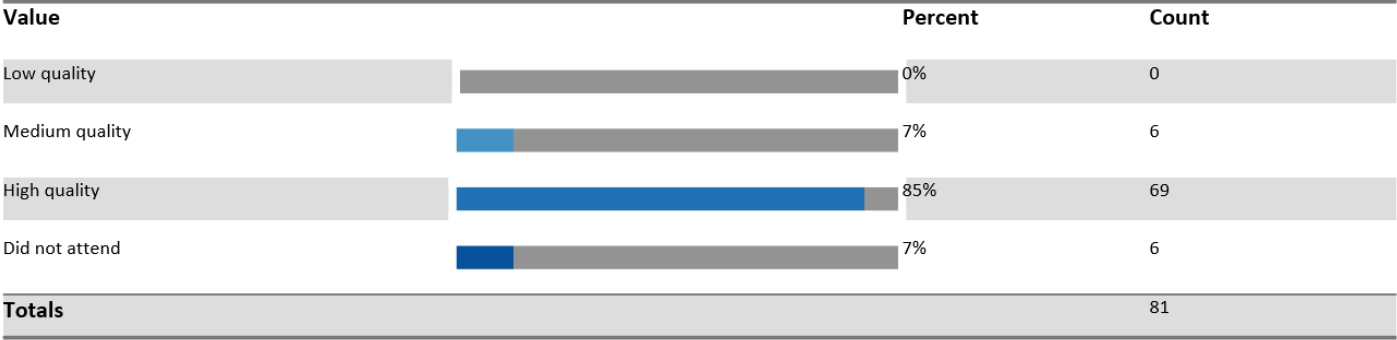 Value Percent Count
Low quality 0% 0
Medium quality 7% 6
High quality 85% 69
Did not attend 7% 6
Totals 81